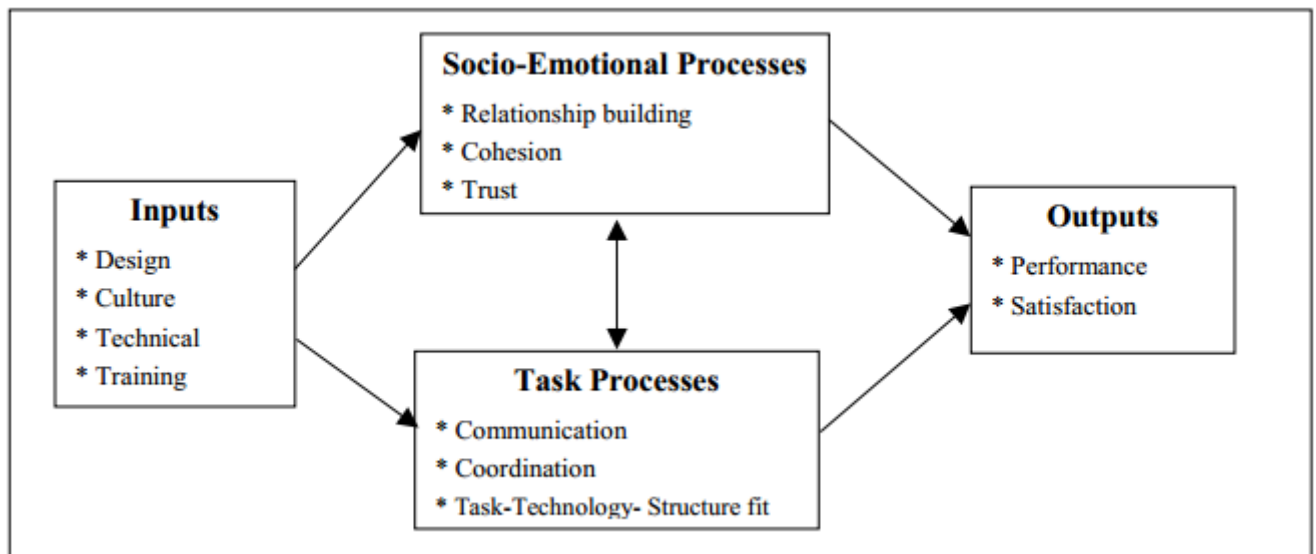 Socio-Emotional Processes
* Relationship building
* Cohesion
* Trust
Inputs
* Design
* Culture
* Technical
* Training
Outputs
* Performance
* Satisfaction
Task Processes
* Communication
* Coordination
* Task-Technology- Structure fit